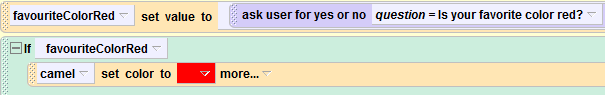 favouriteColorRed set value to ask user for yes or no question = Is your favorite color red?
If favouriteColorRed
camel set color to more...